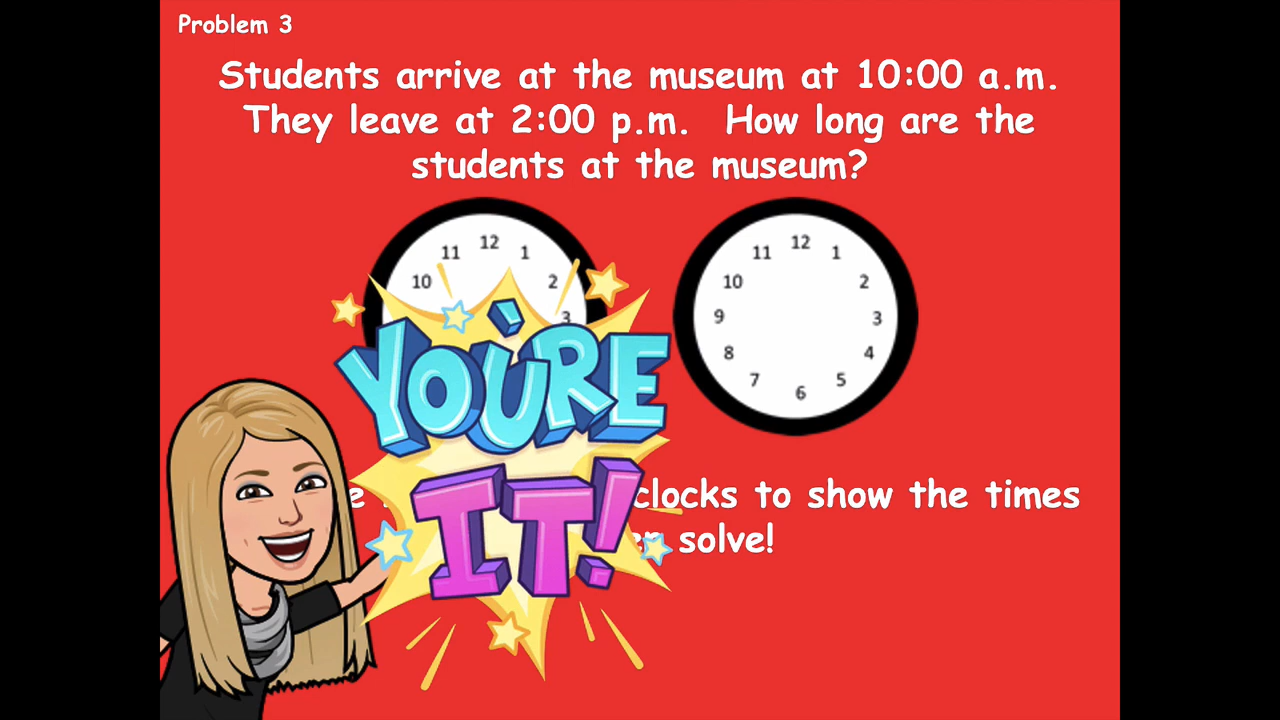 Problem 3
Students arrive at the museum at 10:00 a.m.
They leave at 2:00 p.m. How long are the
students at the museum?
12
11 1
10 2
3
12
11 1
10 2
9 3
8 4
7 5
6
YOU'RE
IT!
clocks to show the times
solve!